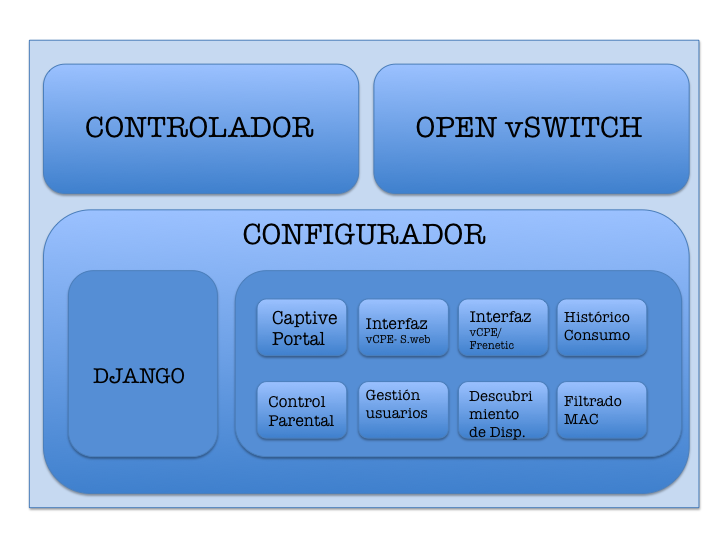 CONTROLADOR
OPEN vSWITCH
CONFIGURADOR
DJANGO
Captive
Portal
Interfaz
vCPE- S.web
Interfaz
vCPE/
Frenetic
Histórico
Consumo
Control
Parental
Gestión
usuarios
Descubri
miento
de Disp.
Filtrado
MAC